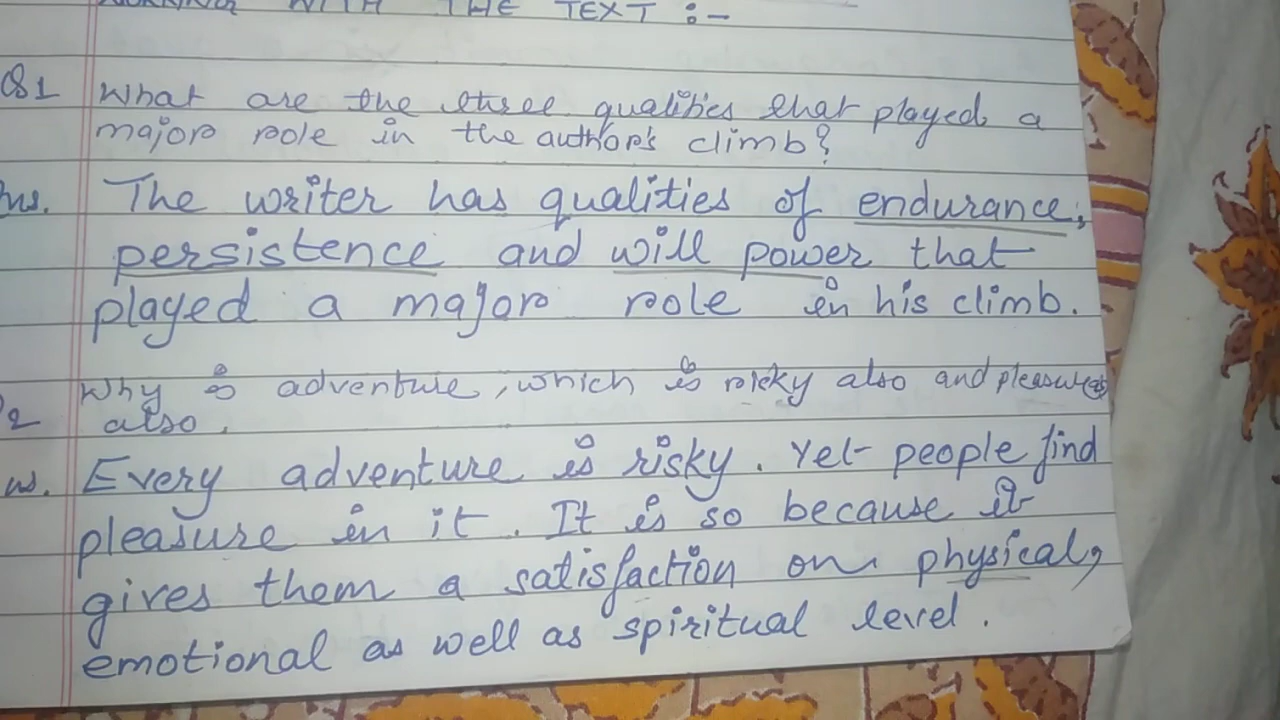 WORKING WITH THE TEXT :-
Q1 What are the three qualities that played a
major role in the author's climb?
Ans. The writer has qualities of endurance,
persistence and will power that
played a major role in his climb.
Why is adventure, which is risky also and pleasure
2 also.
Every adventure is risky. Yet people find
pleasure in it. It is so because it
gives them a satisfaction on physical,
emotional as well as spiritual level.